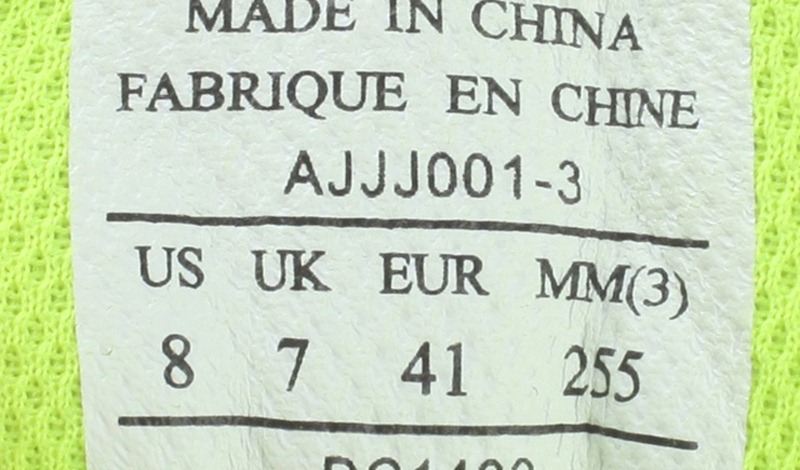 MADE IN CHINA
FABRIQUE EN CHINE
AJJJ001-3
US UK EUR MM(3)
8 7 41 255